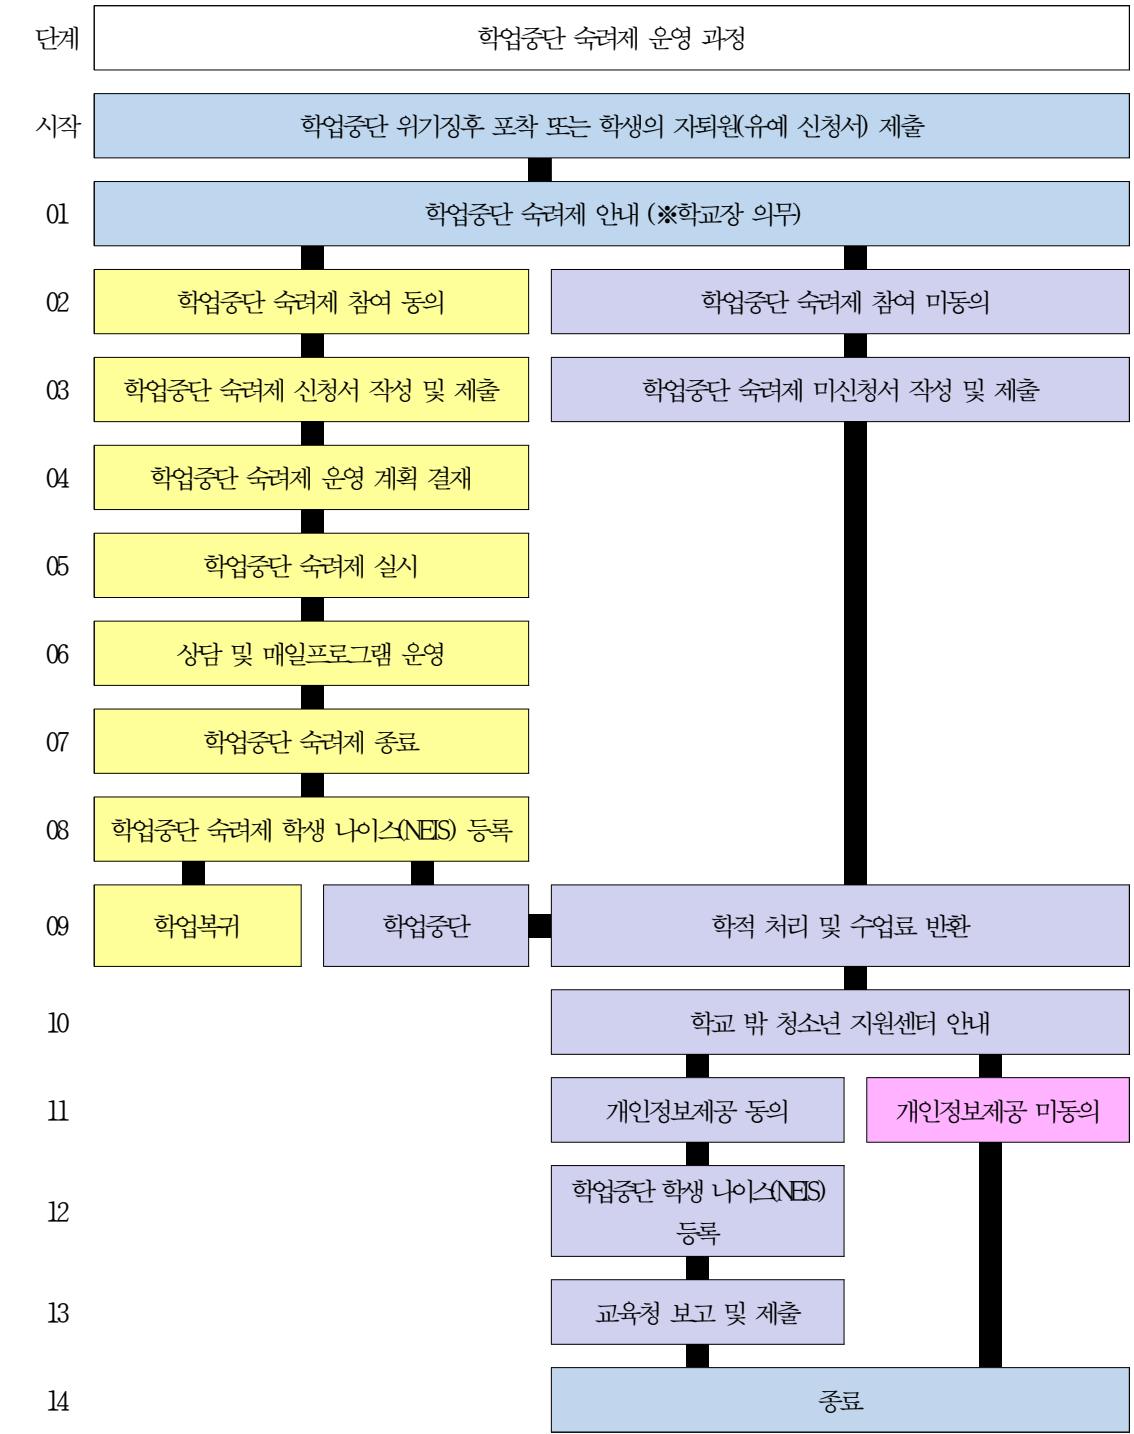 단계
학업중단 숙려제 운영 과정
시작
학업중단 위기징후 포착 또는 학생의 자퇴원(유예 신청서) 제출
01
학업중단 숙려제 안내 (※학교장 의무)
02
학업중단 숙려제 참여 동의
학업중단 숙려제 참여 미동의
03
학업중단 숙려제 신청서 작성 및 제출
학업중단 숙려제 미신청서 작성 및 제출
04
학업중단 숙려제 운영 계획 결재
05
학업중단 숙려제 실시
06
상담 및 매일프로그램 운영
07
학업중단 숙려제 종료
08
학업중단 숙려제 학생 나이스(NEIS) 등록
09
학업복귀
학업중단
학적 처리 및 수업료 반환
10
학교 밖 청소년 지원센터 안내
11
개인정보제공 동의
개인정보제공 미동의
12
학업중단 학생 나이스(NEIS)
등록
13
교육청 보고 및 제출
14
종료